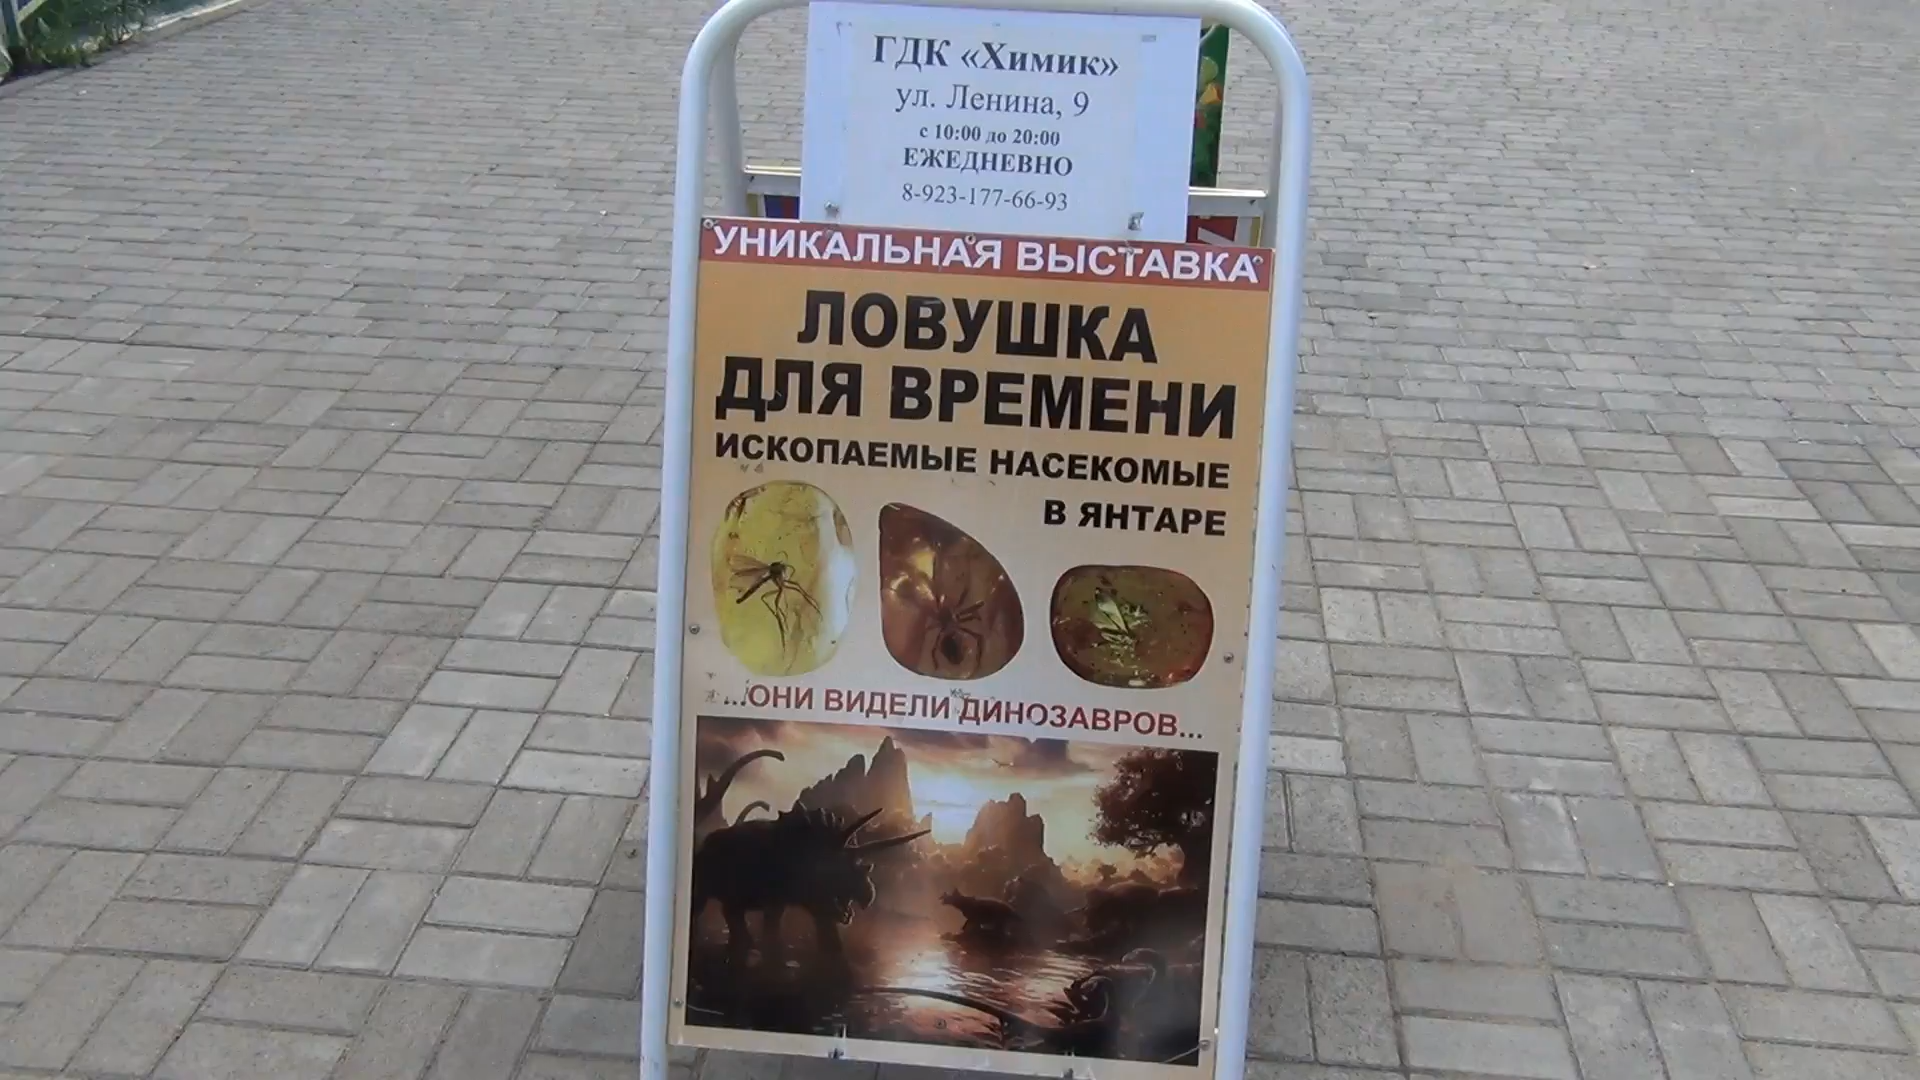 ГДК «Химик»
ул. Ленина, 9
с 10:00 до 20:00
ЕЖЕДНЕВНО
8-923-177-66-93
УНИКАЛЬНАЯ ВЫСТАВКА
ЛОВУШКА
ДЛЯ ВРЕМЕНИ
ИСКОПАЕМЫЕ НАСЕКОМЫЕ
В ЯНТАРЕ
...ОНИ ВИДЕЛИ ДИНОЗАВРОВ...